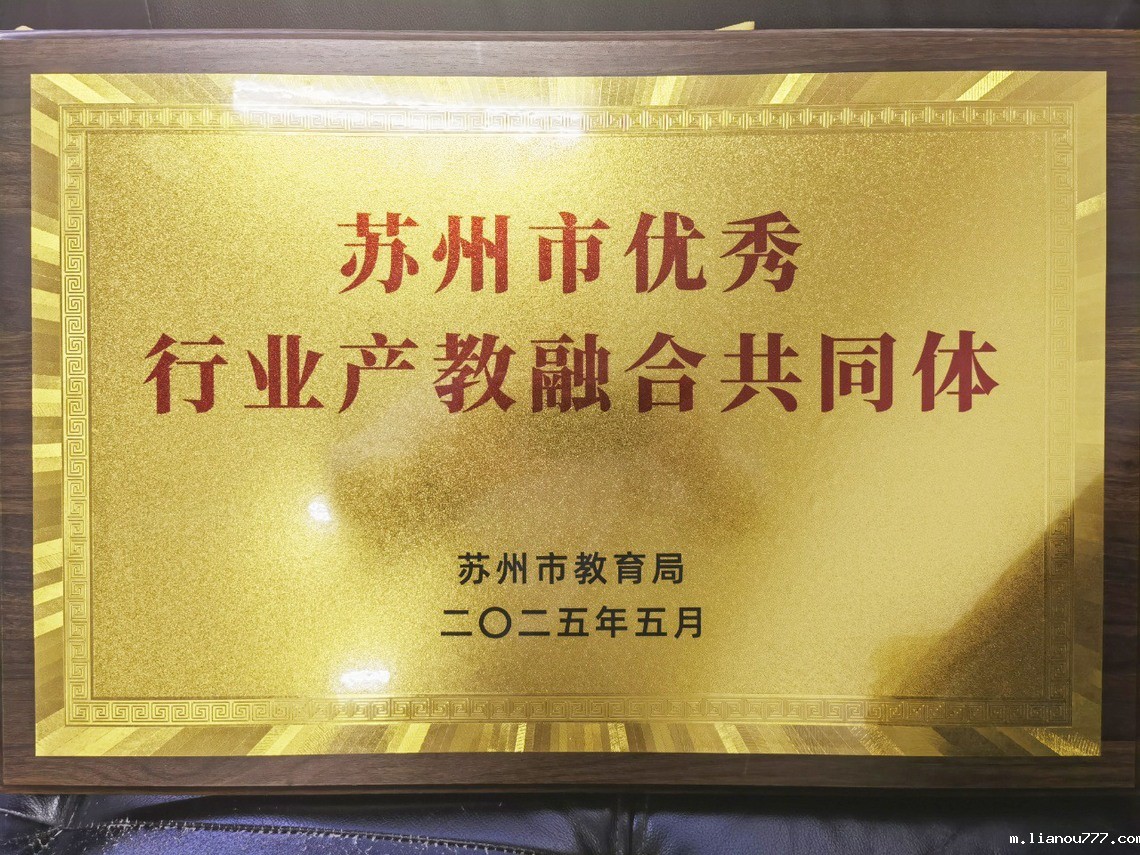 苏州市优秀
行业产教融合共同体
苏州市教育局
二〇二五年五月
m.lianou777.com